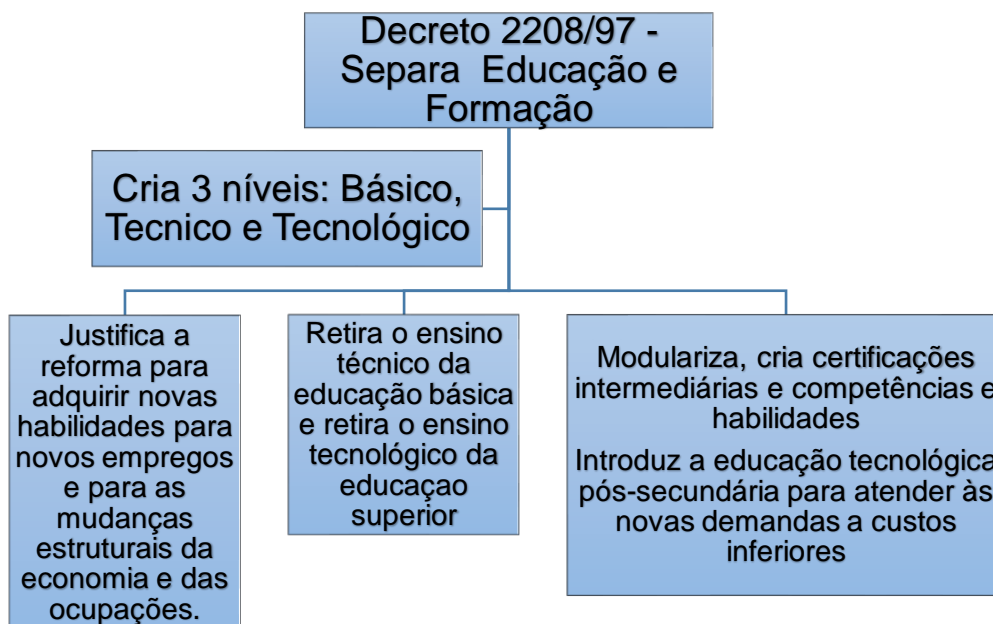 Decreto 2208/97 -
Separa Educação e
Formação
Cria 3 níveis: Básico,
Tecnico e Tecnológico
Justifica a
reforma para
adquirir novas
habilidades para
novos empregos
e para as
mudanças
estruturais da
economia e das
ocupações.
Retira o ensino
técnico da
educação básica
e retira o ensino
tecnológico da
educaçao
superior
Modulariza, cria certificações
intermediárias e competências e
habilidades
Introduz a educação tecnológica
pós-secundária para atender às
novas demandas a custos
inferiores